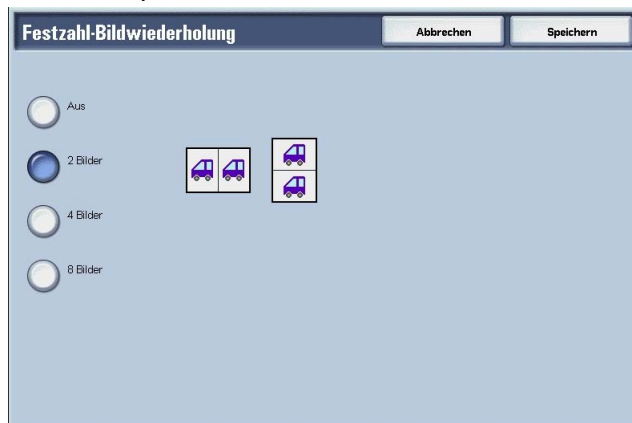 Festzahl-Bildwiederholung
Abbrechen
Speichern
Aus
2 Bilder
4 Bilder
8 Bilder